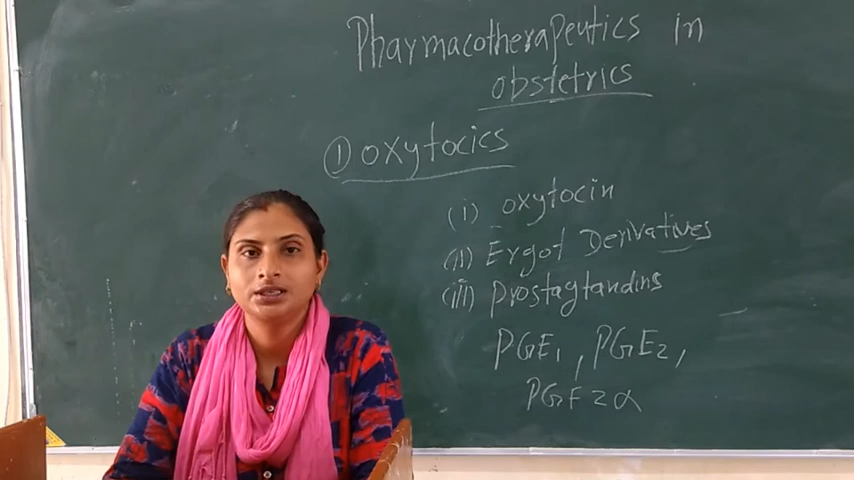 Pharmacotherapeutics in
obstetrics
① oxytocics
(i) oxytocin
(ii) Ergot Derivatives
(iii) Prostaglandins
PGE₁, PGE₂,
PGF2α